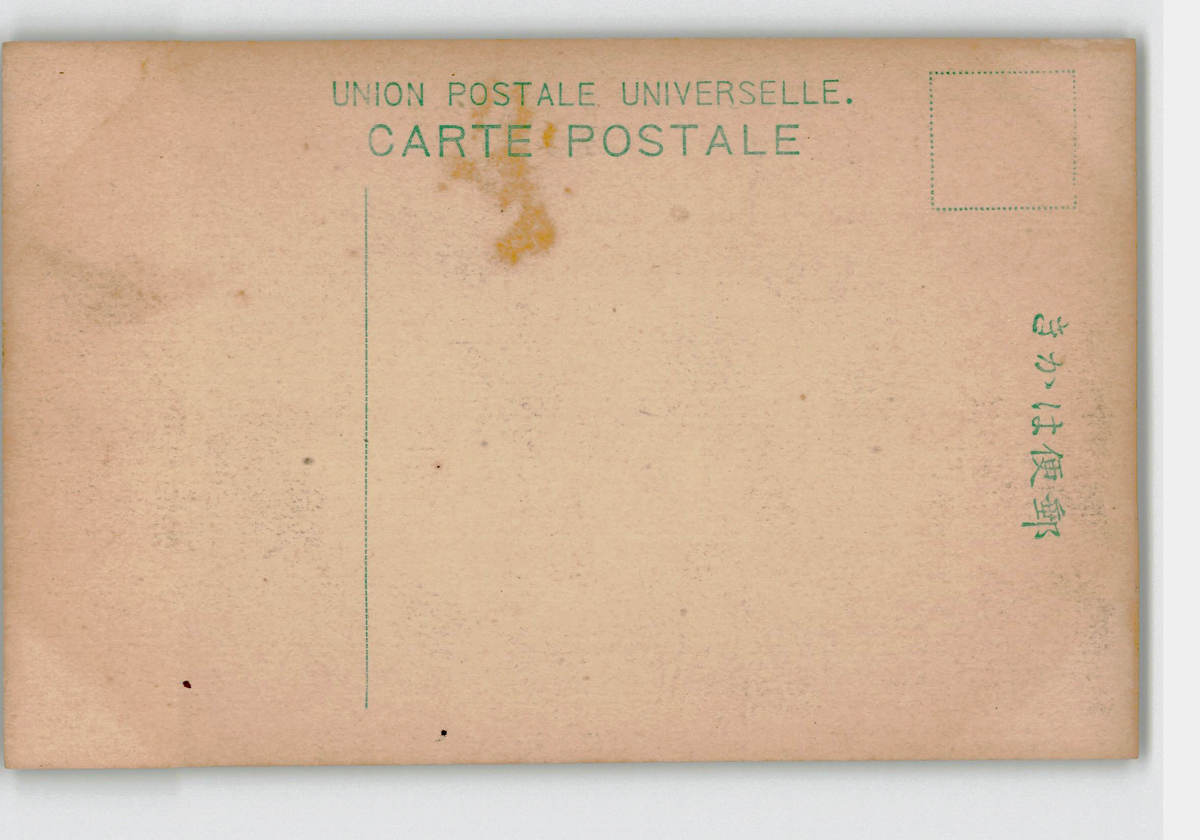 UNION POSTALE UNIVERSELLE.
CARTE POSTALE
郵便はかき